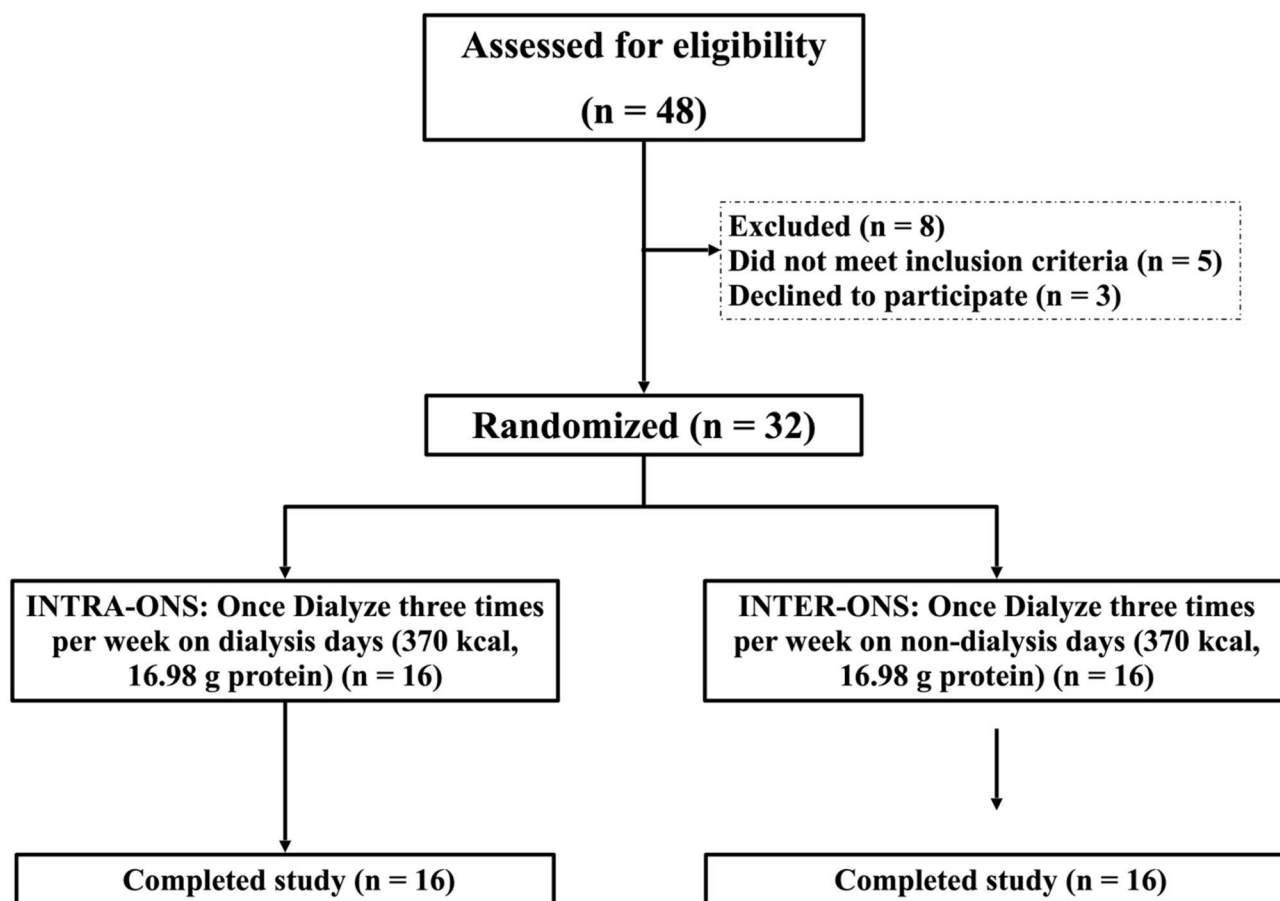 Assessed for eligibility
(n = 48)
Excluded (n = 8)
Did not meet inclusion criteria (n = 5)
Declined to participate (n = 3)
Randomized (n = 32)
INTRA-ONS: Once Dialyze three times
per week on dialysis days (370 kcal,
16.98 g protein) (n = 16)
INTER-ONS: Once Dialyze three times
per week on non-dialysis days (370 kcal,
16.98 g protein) (n = 16)
Completed study (n = 16)
Completed study (n = 16)